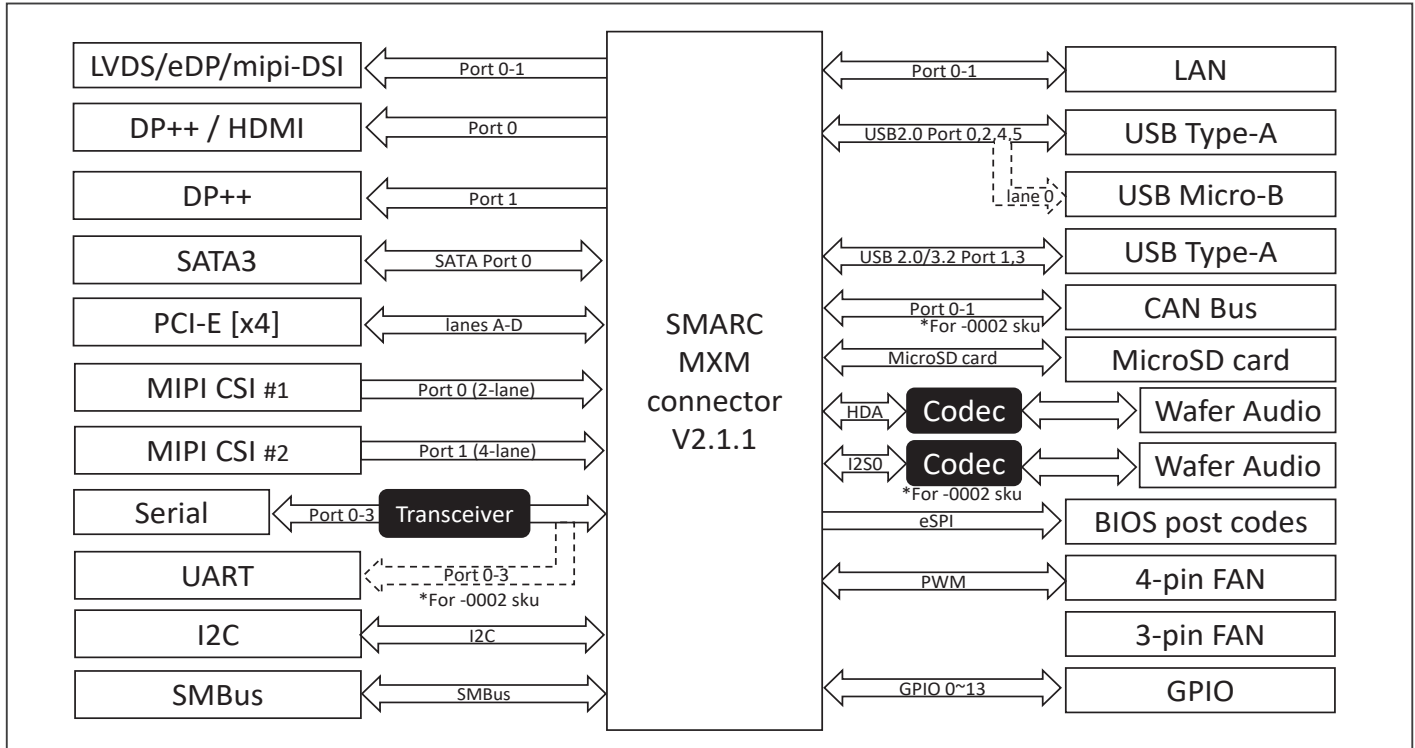 LVDS/eDP/mipi-DSI
Port 0-1
DP++ / HDMI
Port 0
DP++
Port 1
SATA3
SATA Port 0
PCI-E [x4]
lanes A-D
MIPI CSI #1
Port 0 (2-lane)
MIPI CSI #2
Port 1 (4-lane)
Serial
Port 0-3
Transceiver
UART
Port 0-3
*For -0002 sku
I2C
I2C
SMBus
SMBus
SMARC
MXM
connector
V2.1.1
Port 0-1
LAN
USB2.0 Port 0,2,4,5
USB Type-A
lane 0
USB Micro-B
USB 2.0/3.2 Port 1,3
USB Type-A
Port 0-1
*For -0002 sku
CAN Bus
MicroSD card
MicroSD card
HDA
Codec
Wafer Audio
I2S0
Codec
*For -0002 sku
Wafer Audio
eSPI
BIOS post codes
PWM
4-pin FAN
3-pin FAN
GPIO 0~13
GPIO